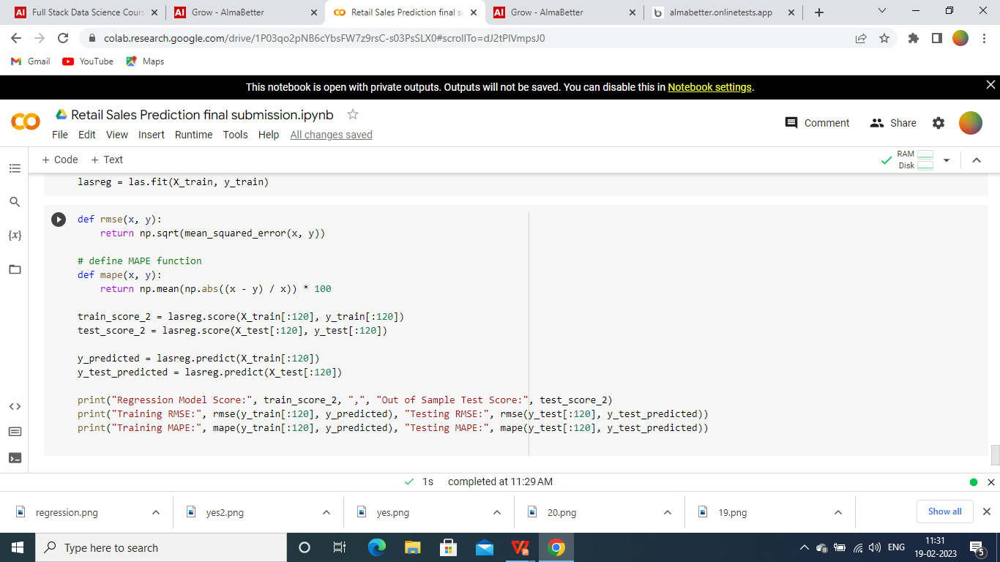 Full Stack Data Science Cours
Grow - AlmaBetter
Retail Sales Prediction final su
Grow - AlmaBetter
almabetter.onlinetests.app
colab.research.google.com/drive/1P03qo2pNB6cYbsFW7z9rsC-s03PsSLX0#scrollTo=dJ2tPIVmpsJ0
Gmail
YouTube
Maps
This notebook is open with private outputs. Outputs will not be saved. You can disable this in Notebook settings.
Retail Sales Prediction final submission.ipynb
Comment
Share
File Edit View Insert Runtime Tools Help All changes saved
+ Code + Text
RAM
Disk
lasreg = las.fit(X_train, y_train)
def rmse(x, y):
    return np.sqrt(mean_squared_error(x, y))
# define MAPE function
def mape(x, y):
    return np.mean(np.abs((x - y) / x)) * 100
train_score_2 = lasreg.score(X_train[:120], y_train[:120])
test_score_2 = lasreg.score(X_test[:120], y_test[:120])
y_predicted = lasreg.predict(X_train[:120])
y_test_predicted = lasreg.predict(X_test[:120])
print("Regression Model Score:", train_score_2, ",", "Out of Sample Test Score:", test_score_2)
print("Training RMSE:", rmse(y_train[:120], y_predicted), "Testing RMSE:", rmse(y_test[:120], y_test_predicted))
print("Training MAPE:", mape(y_train[:120], y_predicted), "Testing MAPE:", mape(y_test[:120], y_test_predicted))
1s completed at 11:29 AM
regression.png
yes2.png
yes.png
20.png
19.png
Show all
Type here to search
ENG
11:31
19-02-2023
5